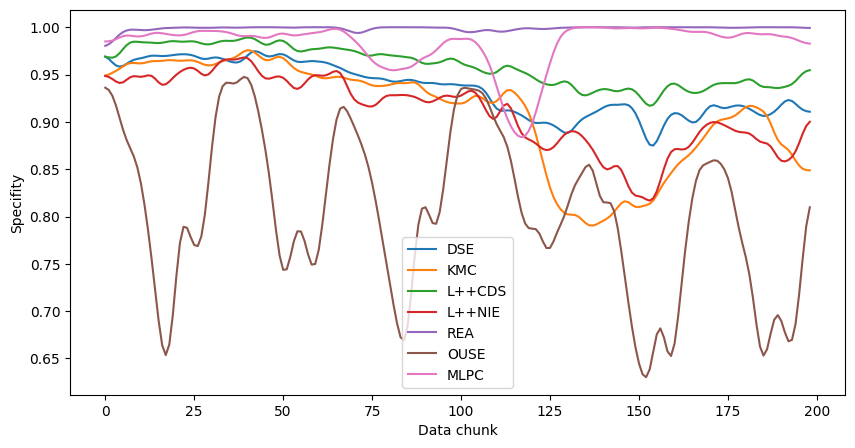 1.00
0.95
0.90
0.85
0.80
0.75
0.70
0.65
Specifity
0 25 50 75 100 125 150 175 200
Data chunk
DSE
KMC
L++CDS
L++NIE
REA
OUSE
MLPC